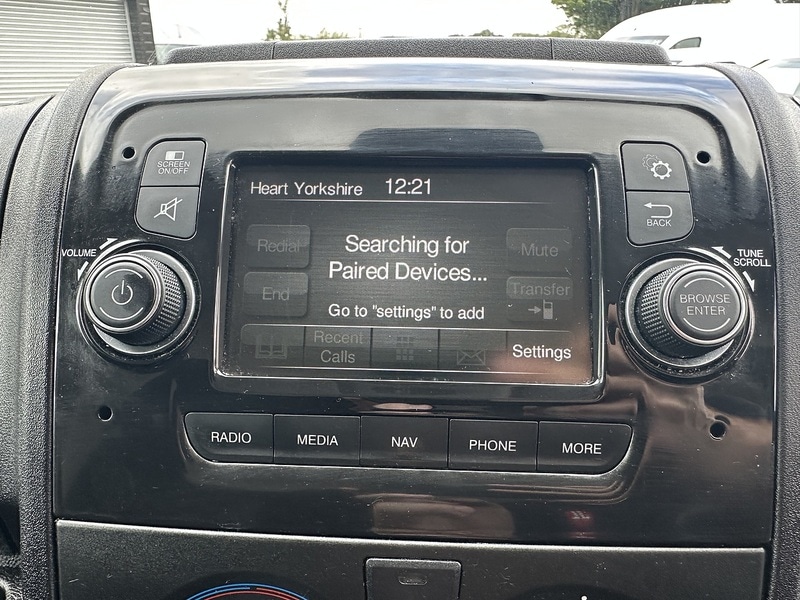 SCREEN
ON/OFF
Heart Yorkshire 12:21
BACK
VOLUME
TUNE
SCROLL
Redial
Searching for
Paired Devices...
Mute
End
Transfer
BROWSE
ENTER
Go to "settings" to add
Recent
Calls
Settings
RADIO
MEDIA
NAV
PHONE
MORE